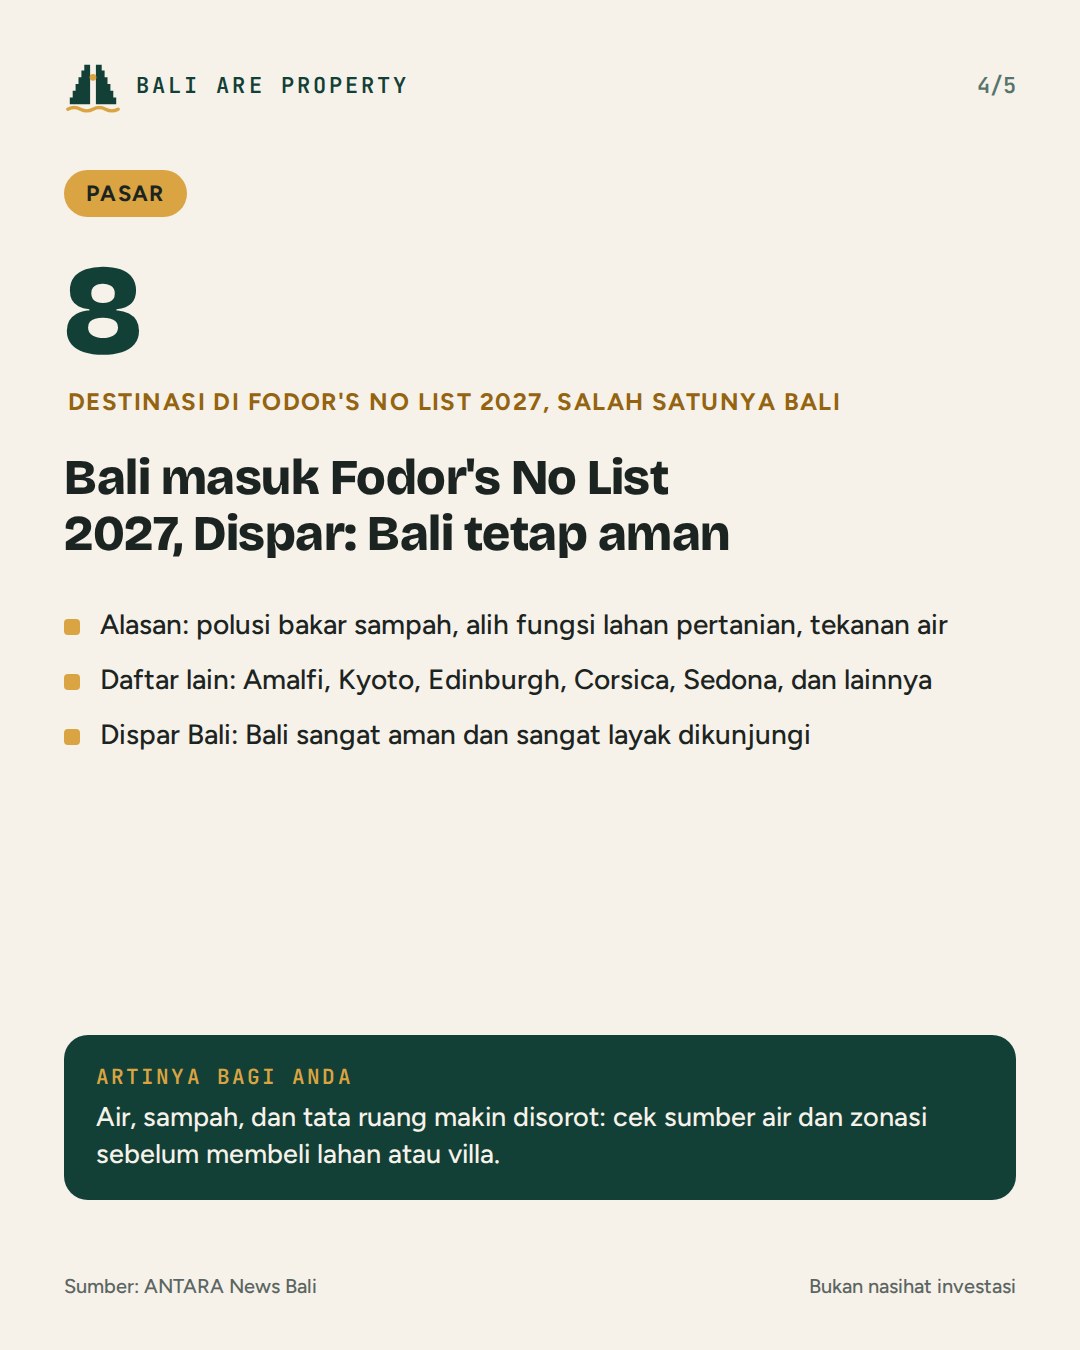 BALI ARE PROPERTY
4/5
PASAR
8
DESTINASI DI FODOR'S NO LIST 2027, SALAH SATUNYA BALI
Bali masuk Fodor's No List
2027, Dispar: Bali tetap aman
Alasan: polusi bakar sampah, alih fungsi lahan pertanian, tekanan air
Daftar lain: Amalfi, Kyoto, Edinburgh, Corsica, Sedona, dan lainnya
Dispar Bali: Bali sangat aman dan sangat layak dikunjungi
ARTINYA BAGI ANDA
Air, sampah, dan tata ruang makin disorot: cek sumber air dan zonasi
sebelum membeli lahan atau villa.
Sumber: ANTARA News Bali
Bukan nasihat investasi